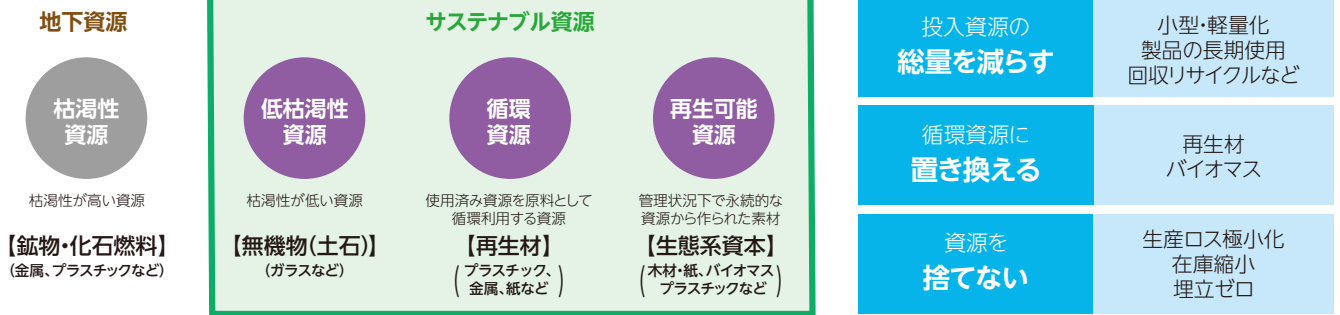 地下資源
枯渇性
資源
枯渇性が高い資源
【鉱物・化石燃料】
(金属、プラスチックなど)
サステナブル資源
低枯渇性
資源
枯渇性が低い資源
【無機物(土石)】
(ガラスなど)
循環
資源
使用済み資源を原料として
循環利用する資源
【再生材】
(プラスチック、
金属、紙など)
再生可能
資源
管理状況下で永続的な
資源から作られた素材
【生態系資本】
(木材・紙、バイオマス
プラスチックなど)
投入資源の
総量を減らす
小型・軽量化
製品の長期使用
回収リサイクルなど
循環資源に
置き換える
再生材
バイオマス
資源を
捨てない
生産ロス極小化
在庫縮小
埋立ゼロ